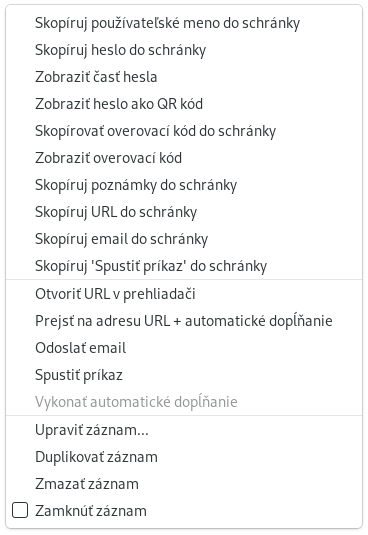 Skopíruj používateľské meno do schránky
Skopíruj heslo do schránky
Zobraziť časť hesla
Zobraziť heslo ako QR kód
Skopírovať overovací kód do schránky
Zobraziť overovací kód
Skopíruj poznámky do schránky
Skopíruj URL do schránky
Skopíruj email do schránky
Skopíruj 'Spustiť príkaz' do schránky
Otvoriť URL v prehliadači
Prejsť na adresu URL + automatické dopĺňanie
Odoslať email
Spustiť príkaz
Vykonať automatické dopĺňanie
Upraviť záznam...
Duplikovať záznam
Zmazať záznam
Zamknúť záznam